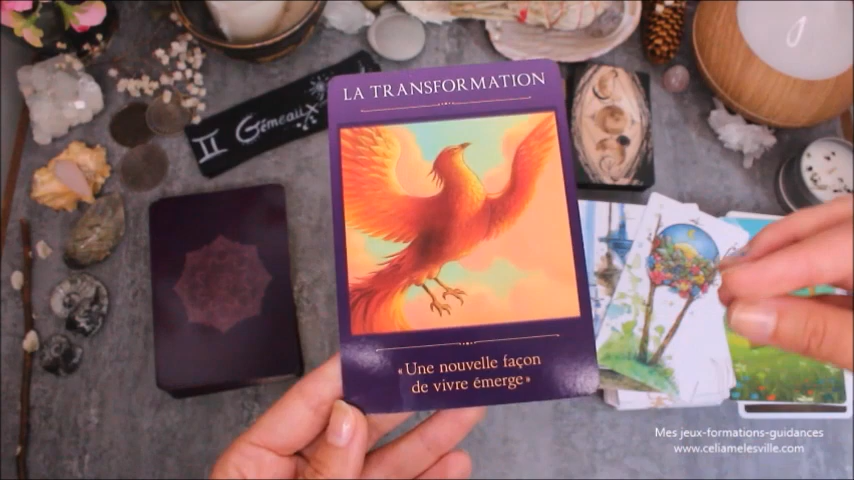 LA TRANSFORMATION
II Gémeaux
«Une nouvelle façon
de vivre émerge»
Mes jeux-formations-guidances
www.celiamelesville.com